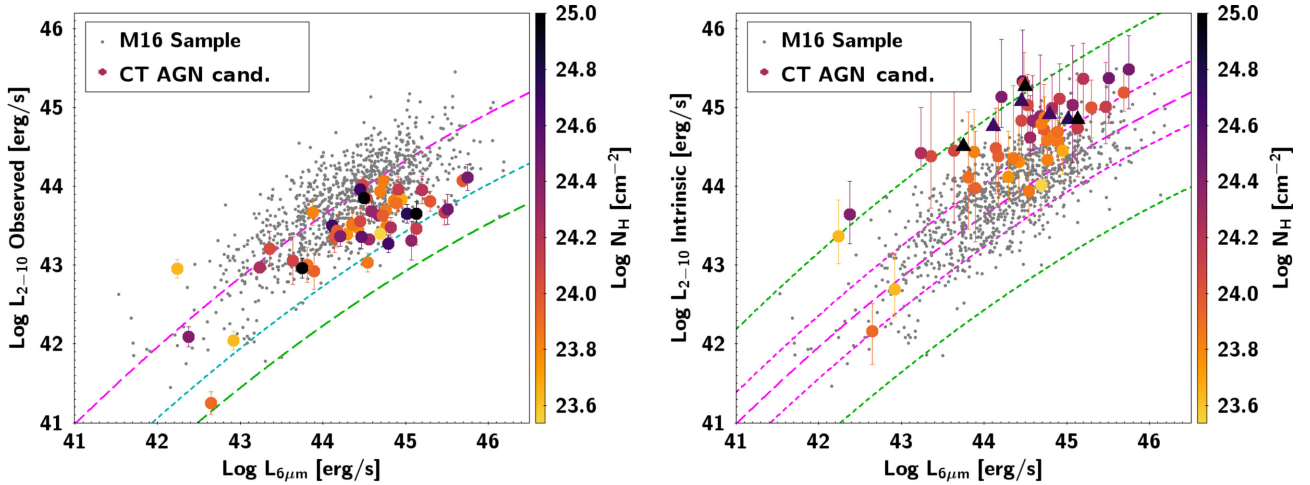 M16 Sample
CT AGN cand.
Log L2−10 Observed [erg/s]
46
45
44
43
42
41
41 42 43 44 45 46
Log L6μm [erg/s]
25.0
24.8
24.6
24.4
24.2
24.0
23.8
23.6
Log NH [cm−2]
M16 Sample
CT AGN cand.
Log L2−10 Intrinsic [erg/s]
46
45
44
43
42
41
41 42 43 44 45 46
Log L6μm [erg/s]
25.0
24.8
24.6
24.4
24.2
24.0
23.8
23.6
Log NH [cm−2]